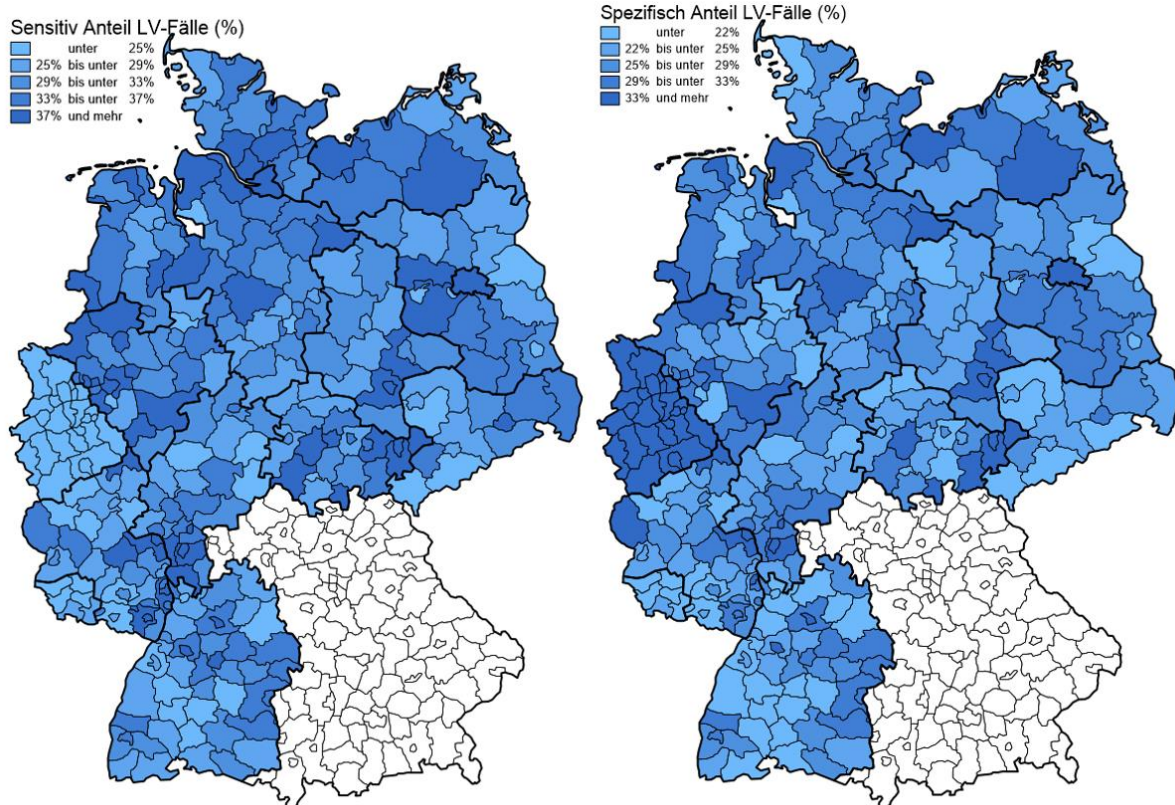 Sensitiv Anteil LV-Fälle (%)
unter 25%
25% bis unter 29%
29% bis unter 33%
33% bis unter 37%
37% und mehr
Spezifisch Anteil LV-Fälle (%)
unter 22%
22% bis unter 25%
25% bis unter 29%
29% bis unter 33%
33% und mehr